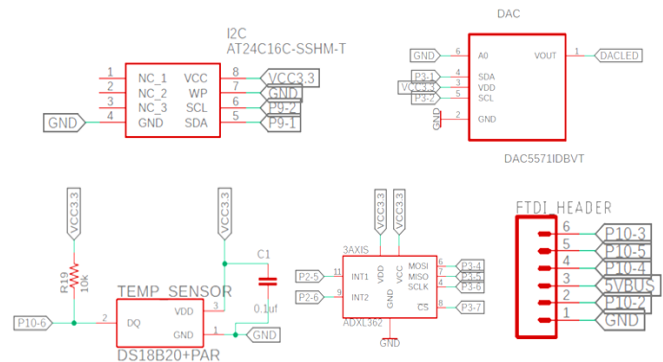 I2C
AT24C16C-SSHM-T
1 NC_1 VCC 8 VCC3.3
2 NC_2 WP 7 GND
3 NC_3 SCL 6 P9-2
GND 4 GND SDA 5 P9-1
DAC
GND 6 A0 VOUT 1 DACLED
P3-1 4 SDA
VCC3.3 3 VDD
P3-2 5 SCL
GND 2 GND
DAC5571IDBVT
VCC3.3
R19
10k
P10-6
TEMP_SENSOR
2 DQ VDD 3
GND 1 GND
DS18B20+PAR
VCC3.3
C1
0.1uf
VCC3.3
VCC3.3
3AXIS
VDD
VCC
P2-5 11 INT1 MOSI 6 P3-4
MISO 7 P3-5
SCLK 4 P3-6
P2-6 9 INT2
GND
CS 8 P3-7
ADXL362
GND
FTDI_HEADER
6 P10-3
5 P10-5
4 P10-4
3 5VBUS
2 P10-2
1 GND